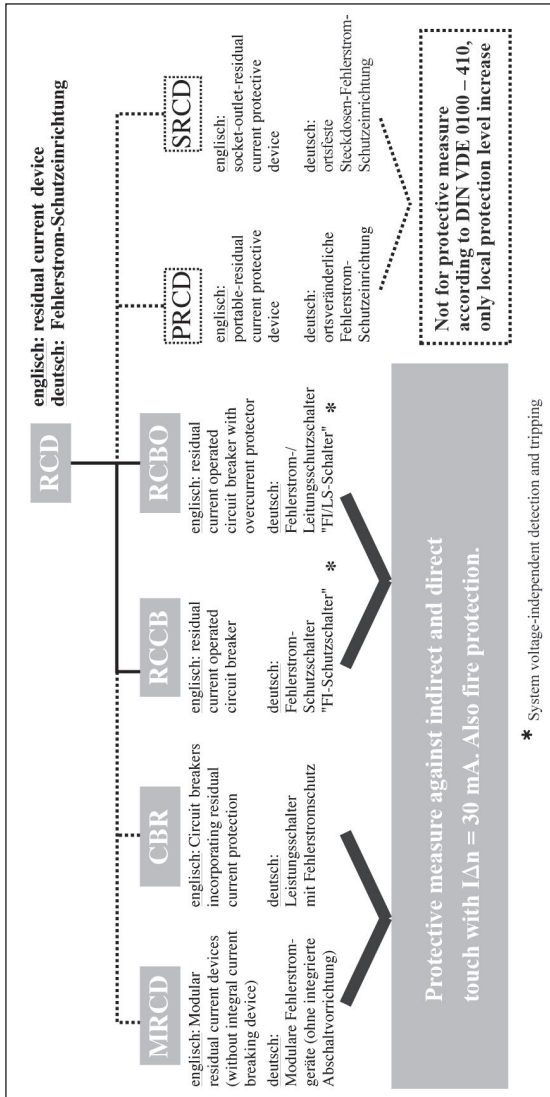 RCD
englisch: residual current device
deutsch: Fehlerstrom-Schutzeinrichtung
MRCD
englisch: Modular
residual current devices
(without integral current
breaking device)
deutsch:
Modulare Fehlerstrom-
geräte (ohne integrierte
Abschaltvorrichtung)
CBR
englisch: Circuit breakers
incorporating residual
current protection
deutsch:
Leistungsschalter
mit Fehlerstromschutz
RCCB
englisch: residual
current operated
circuit breaker
deutsch:
Fehlerstrom-
Schutzschalter
"FI-Schutzschalter" *
RCBO
englisch: residual
current operated
circuit breaker with
overcurrent protector
deutsch:
Fehlerstrom-/
Leitungsschutzschalter
"FI/LS-Schalter" *
PRCD
englisch:
portable-residual
current protective
device
deutsch:
ortsveränderliche
Fehlerstrom-
Schutzeinrichtung
SRCD
englisch:
socket-outlet-residual
current protective
device
deutsch:
ortsfeste
Steckdosen-Fehlerstrom-
Schutzeinrichtung
Protective measure against indirect and direct
touch with IΔn = 30 mA. Also fire protection.
Not for protective measure
according to DIN VDE 0100 – 410,
only local protection level increase
* System voltage-independent detection and tripping